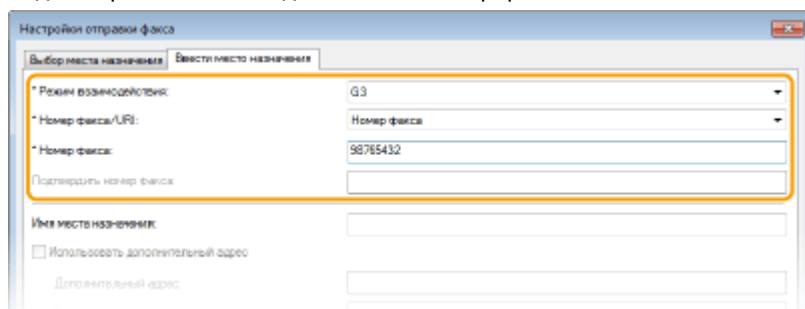 Настройки отправки факса
Выбор места назначения Ввести место назначения
* Режим взаимодействия: G3
* Номер факса/URI: Номер факса
* Номер факса: 98765432
Подтвердить номер факса:
Имя места назначения:
Использовать дополнительный адрес
Дополнительный адрес: